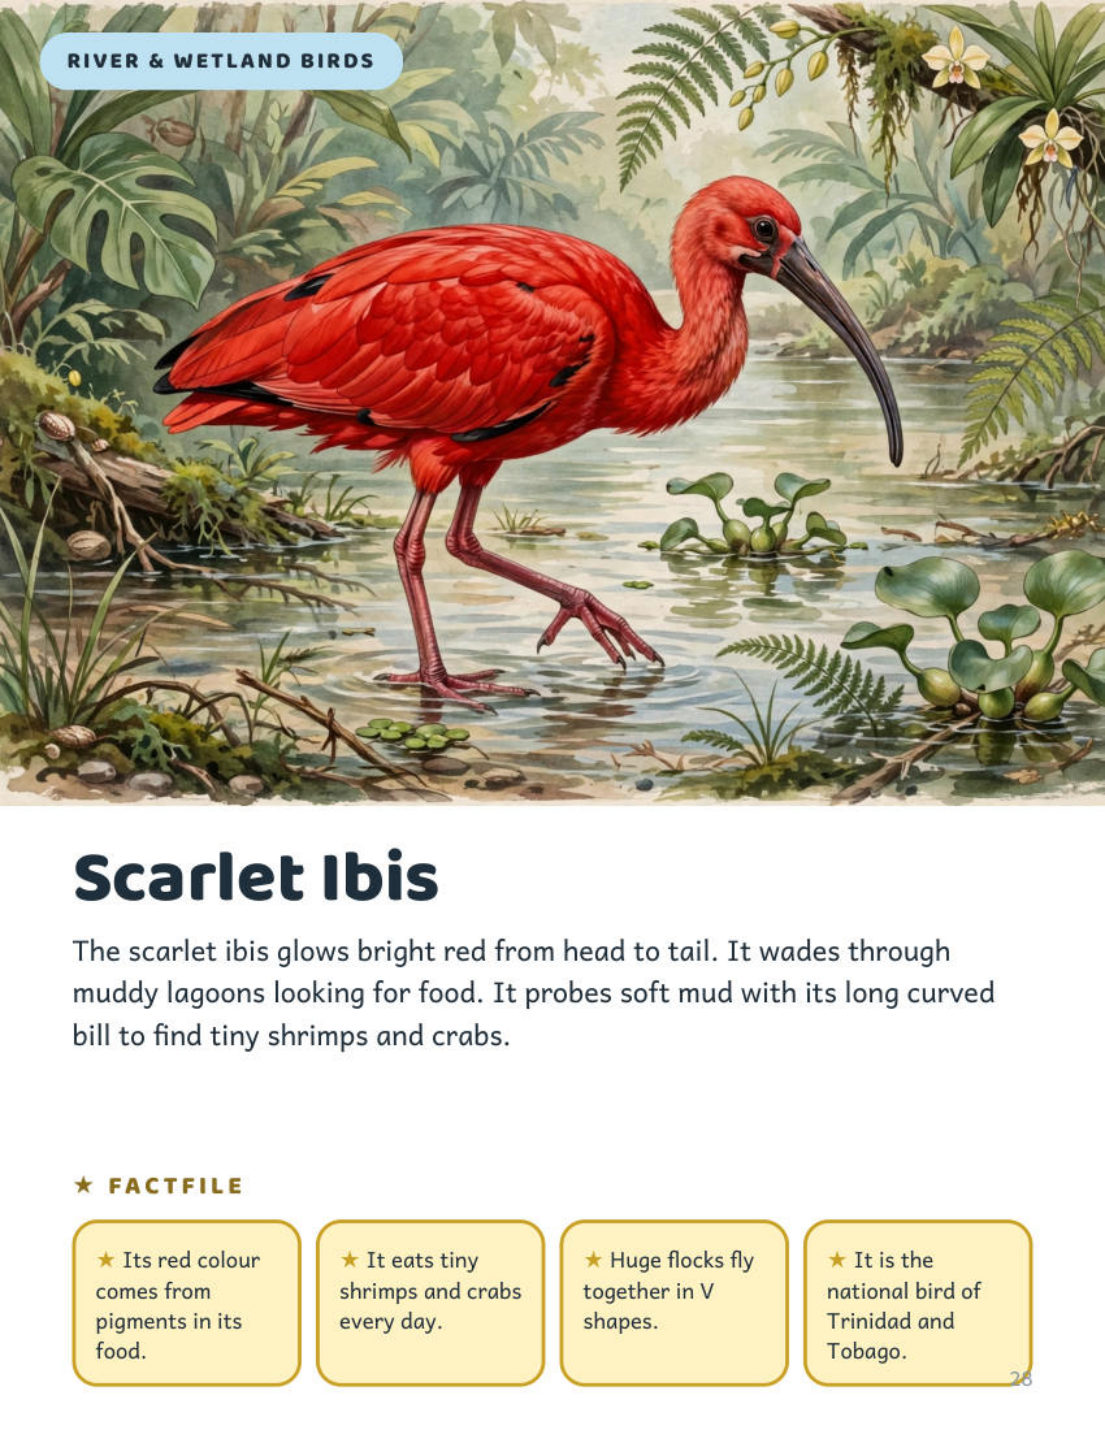 RIVER & WETLAND BIRDS
Scarlet Ibis
The scarlet ibis glows bright red from head to tail. It wades through
muddy lagoons looking for food. It probes soft mud with its long curved
bill to find tiny shrimps and crabs.
★ FACTFILE
★ Its red colour
comes from
pigments in its
food.
★ It eats tiny
shrimps and crabs
every day.
★ Huge flocks fly
together in V
shapes.
★ It is the
national bird of
Trinidad and
Tobago.
28